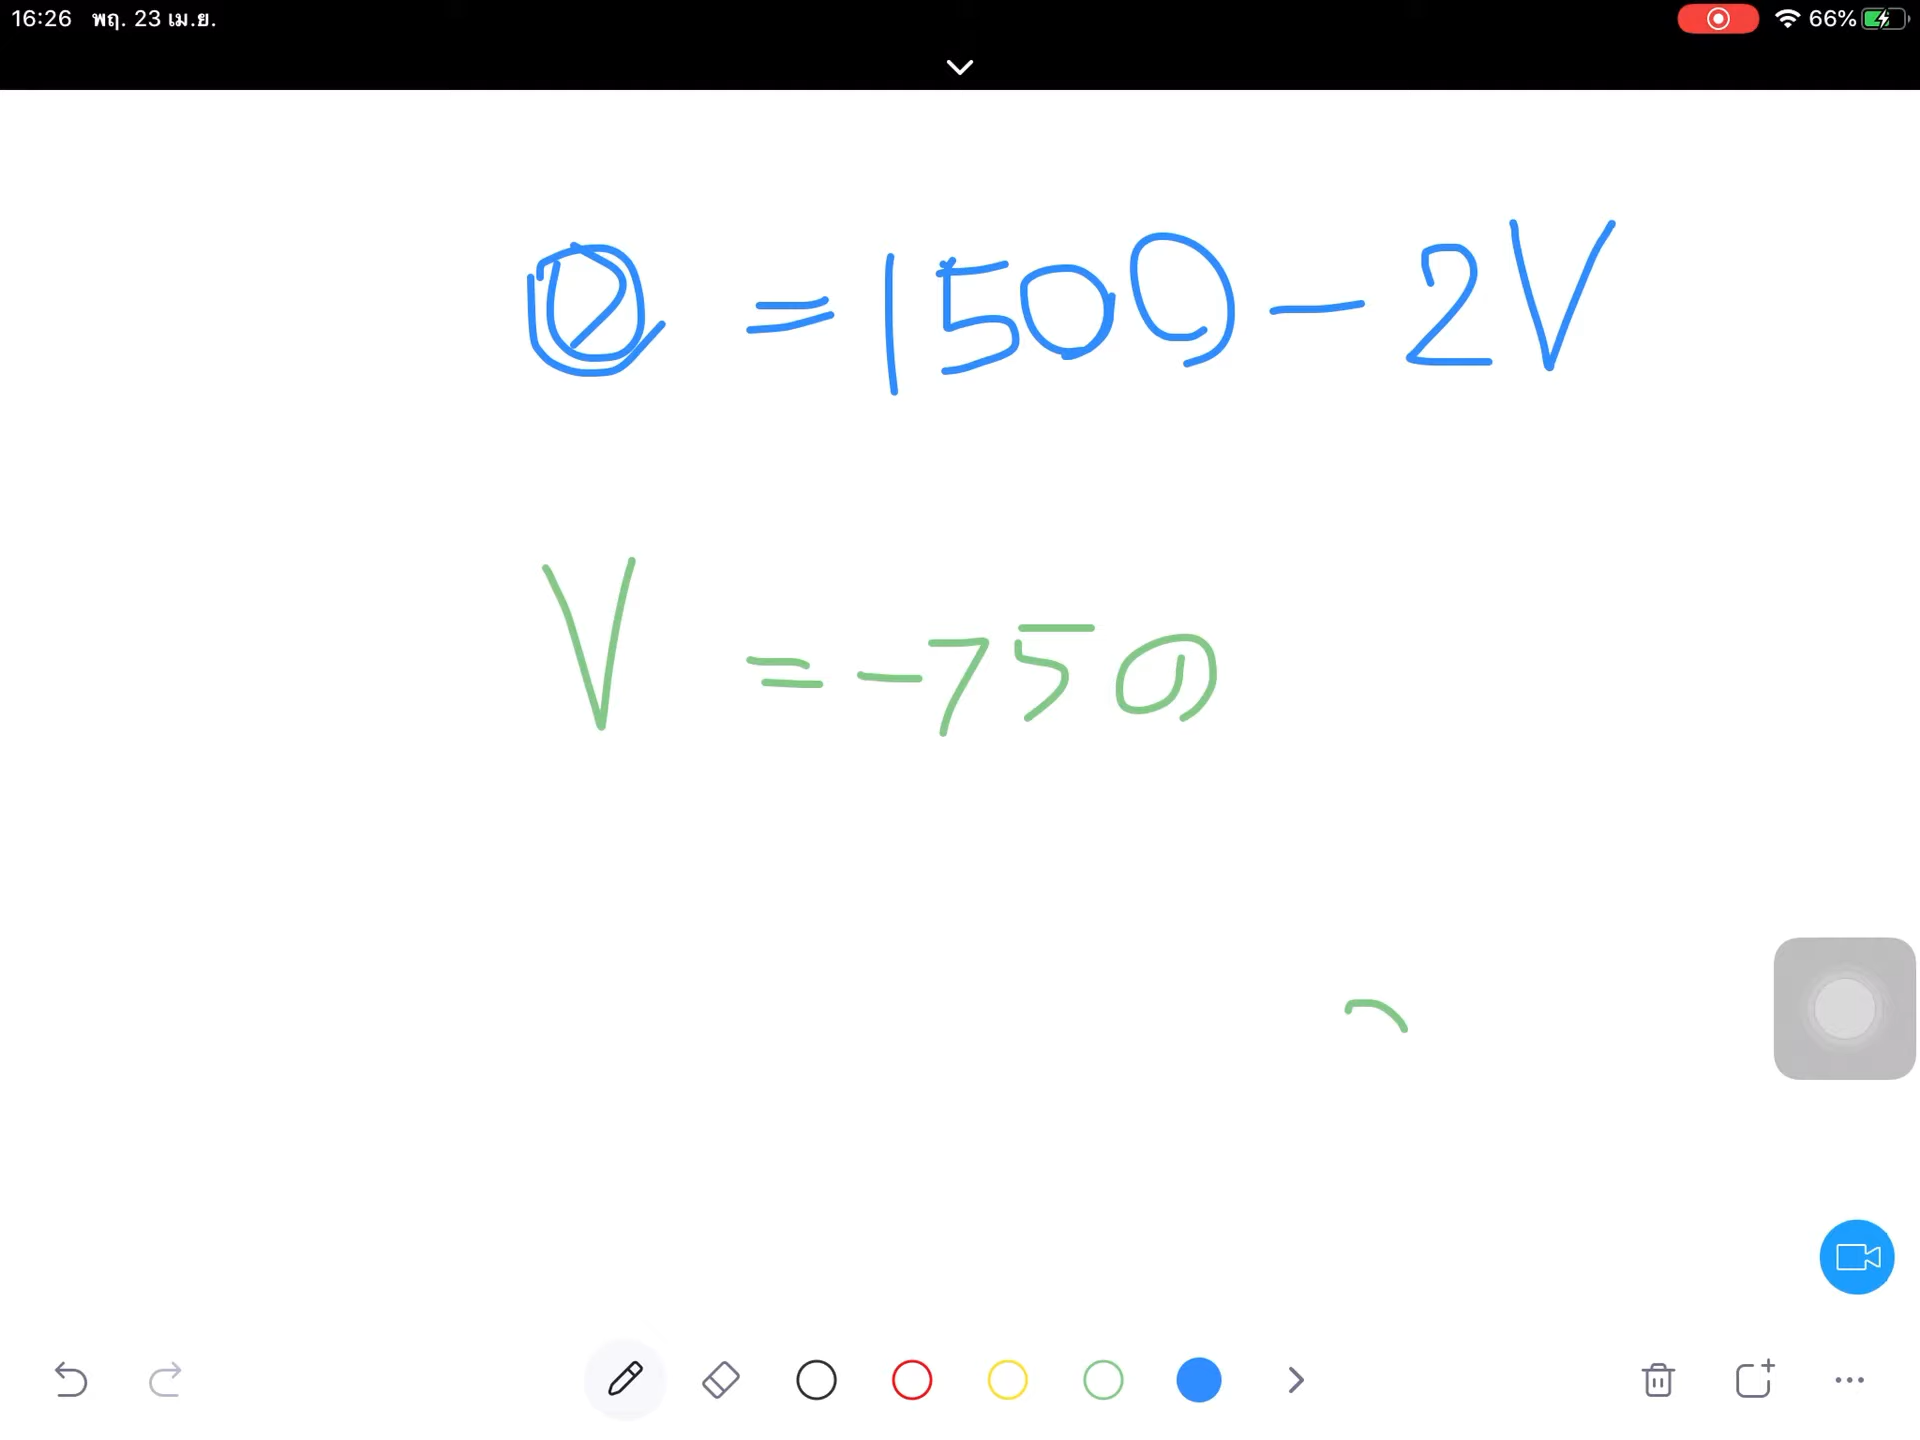 16:26 พฤ. 23 เม.ย. 66%
0 = 1500 - 2V
V = -750